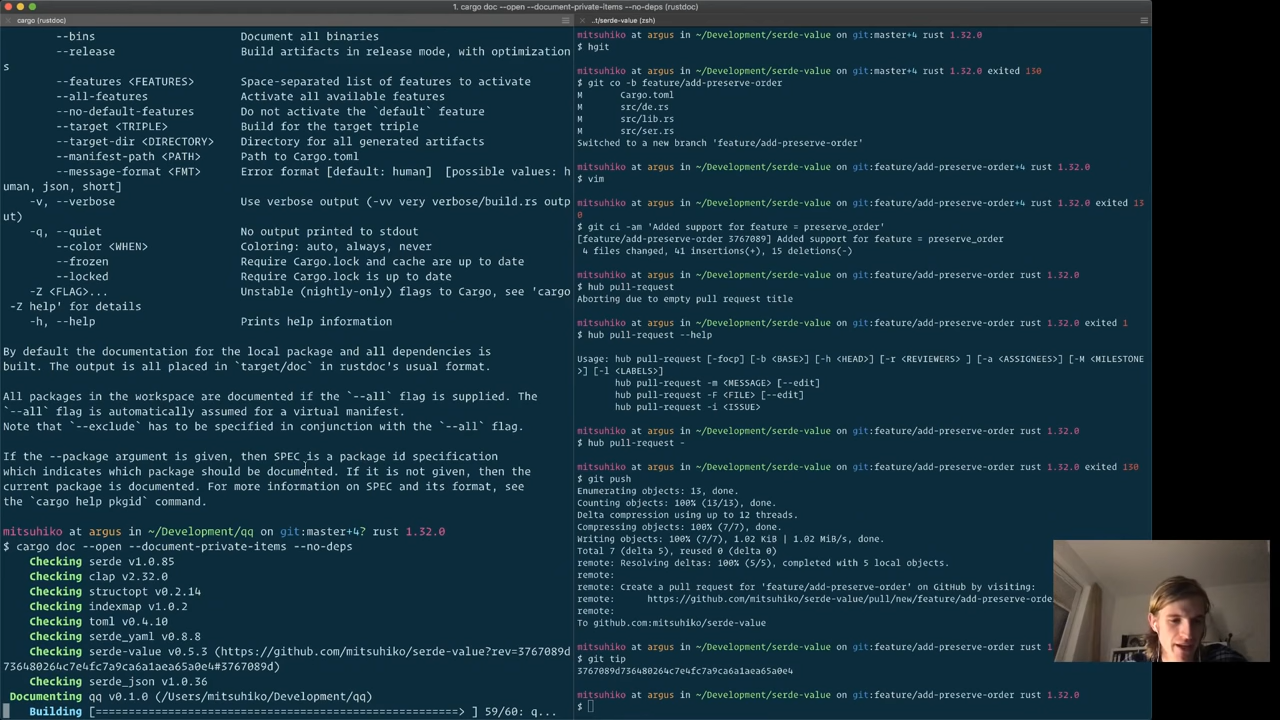 1. cargo doc --open --document-private-items --no-deps (rustdoc)
cargo (rustdoc)
--bins Document all binaries
--release Build artifacts in release mode, with optimization
s
--features <FEATURES> Space-separated list of features to activate
--all-features Activate all available features
--no-default-features Do not activate the `default` feature
--target <TRIPLE> Build for the target triple
--target-dir <DIRECTORY> Directory for all generated artifacts
--manifest-path <PATH> Path to Cargo.toml
--message-format <FMT> Error format [default: human] [possible values: h
uman, json, short]
-v, --verbose Use verbose output (-vv very verbose/build.rs outp
ut)
-q, --quiet No output printed to stdout
--color <WHEN> Coloring: auto, always, never
--frozen Require Cargo.lock and cache are up to date
--locked Require Cargo.lock is up to date
-Z <FLAG>... Unstable (nightly-only) flags to Cargo, see 'cargo
-Z help' for details
-h, --help Prints help information
By default the documentation for the local package and all dependencies is
built. The output is all placed in `target/doc` in rustdoc's usual format.
All packages in the workspace are documented if the `--all` flag is supplied. The
`--all` flag is automatically assumed for a virtual manifest.
Note that `--exclude` has to be specified in conjunction with the `--all` flag.
If the --package argument is given, then SPEC is a package id specification
which indicates which package should be documented. If it is not given, then the
current package is documented. For more information on SPEC and its format, see
the `cargo help pkgid` command.
mitsuhiko at argus in ~/Development/qq on git:master+4? rust 1.32.0
$ cargo doc --open --document-private-items --no-deps
Checking serde v1.0.85
Checking clap v2.32.0
Checking structopt v0.2.14
Checking indexmap v1.0.2
Checking toml v0.4.10
Checking serde_yaml v0.8.8
Checking serde-value v0.5.3 (https://github.com/mitsuhiko/serde-value?rev=3767089d
736480264c7e4fc7a9ca6a1aea65a0e4#3767089d)
Checking serde_json v1.0.36
Documenting qq v0.1.0 (/Users/mitsuhiko/Development/qq)
Building [==================================================> ] 59/60: q...
..t/serde-value (zsh)
mitsuhiko at argus in ~/Development/serde-value on git:master+4 rust 1.32.0
$ hgit
mitsuhiko at argus in ~/Development/serde-value on git:master+4 rust 1.32.0 exited 130
$ git co -b feature/add-preserve-order
M Cargo.toml
M src/de.rs
M src/lib.rs
M src/ser.rs
Switched to a new branch 'feature/add-preserve-order'
mitsuhiko at argus in ~/Development/serde-value on git:feature/add-preserve-order+4 rust 1.32.0
$ vim
mitsuhiko at argus in ~/Development/serde-value on git:feature/add-preserve-order+4 rust 1.32.0 exited 13
0
$ git ci -am 'Added support for feature = preserve_order'
[feature/add-preserve-order 3767089] Added support for feature = preserve_order
4 files changed, 41 insertions(+), 15 deletions(-)
mitsuhiko at argus in ~/Development/serde-value on git:feature/add-preserve-order rust 1.32.0
$ hub pull-request
Aborting due to empty pull request title
mitsuhiko at argus in ~/Development/serde-value on git:feature/add-preserve-order rust 1.32.0 exited 1
$ hub pull-request --help
Usage: hub pull-request [-focp] [-b <BASE>] [-h <HEAD>] [-r <REVIEWERS> ] [-a <ASSIGNEES>] [-M <MILESTONE
>] [-l <LABELS>]
hub pull-request -m <MESSAGE> [--edit]
hub pull-request -F <FILE> [--edit]
hub pull-request -i <ISSUE>
mitsuhiko at argus in ~/Development/serde-value on git:feature/add-preserve-order rust 1.32.0
$ hub pull-request -
mitsuhiko at argus in ~/Development/serde-value on git:feature/add-preserve-order rust 1.32.0 exited 130
$ git push
Enumerating objects: 13, done.
Counting objects: 100% (13/13), done.
Delta compression using up to 12 threads.
Compressing objects: 100% (7/7), done.
Writing objects: 100% (7/7), 1.02 KiB | 1.02 MiB/s, done.
Total 7 (delta 5), reused 0 (delta 0)
remote: Resolving deltas: 100% (5/5), completed with 5 local objects.
remote:
remote: Create a pull request for 'feature/add-preserve-order' on GitHub by visiting:
remote: https://github.com/mitsuhiko/serde-value/pull/new/feature/add-preserve-orde
remote:
To github.com:mitsuhiko/serde-value
mitsuhiko at argus in ~/Development/serde-value on git:feature/add-preserve-order rust 1
$ git tip
3767089d736480264c7e4fc7a9ca6a1aea65a0e4
mitsuhiko at argus in ~/Development/serde-value on git:feature/add-preserve-order rust 1.32.0
$